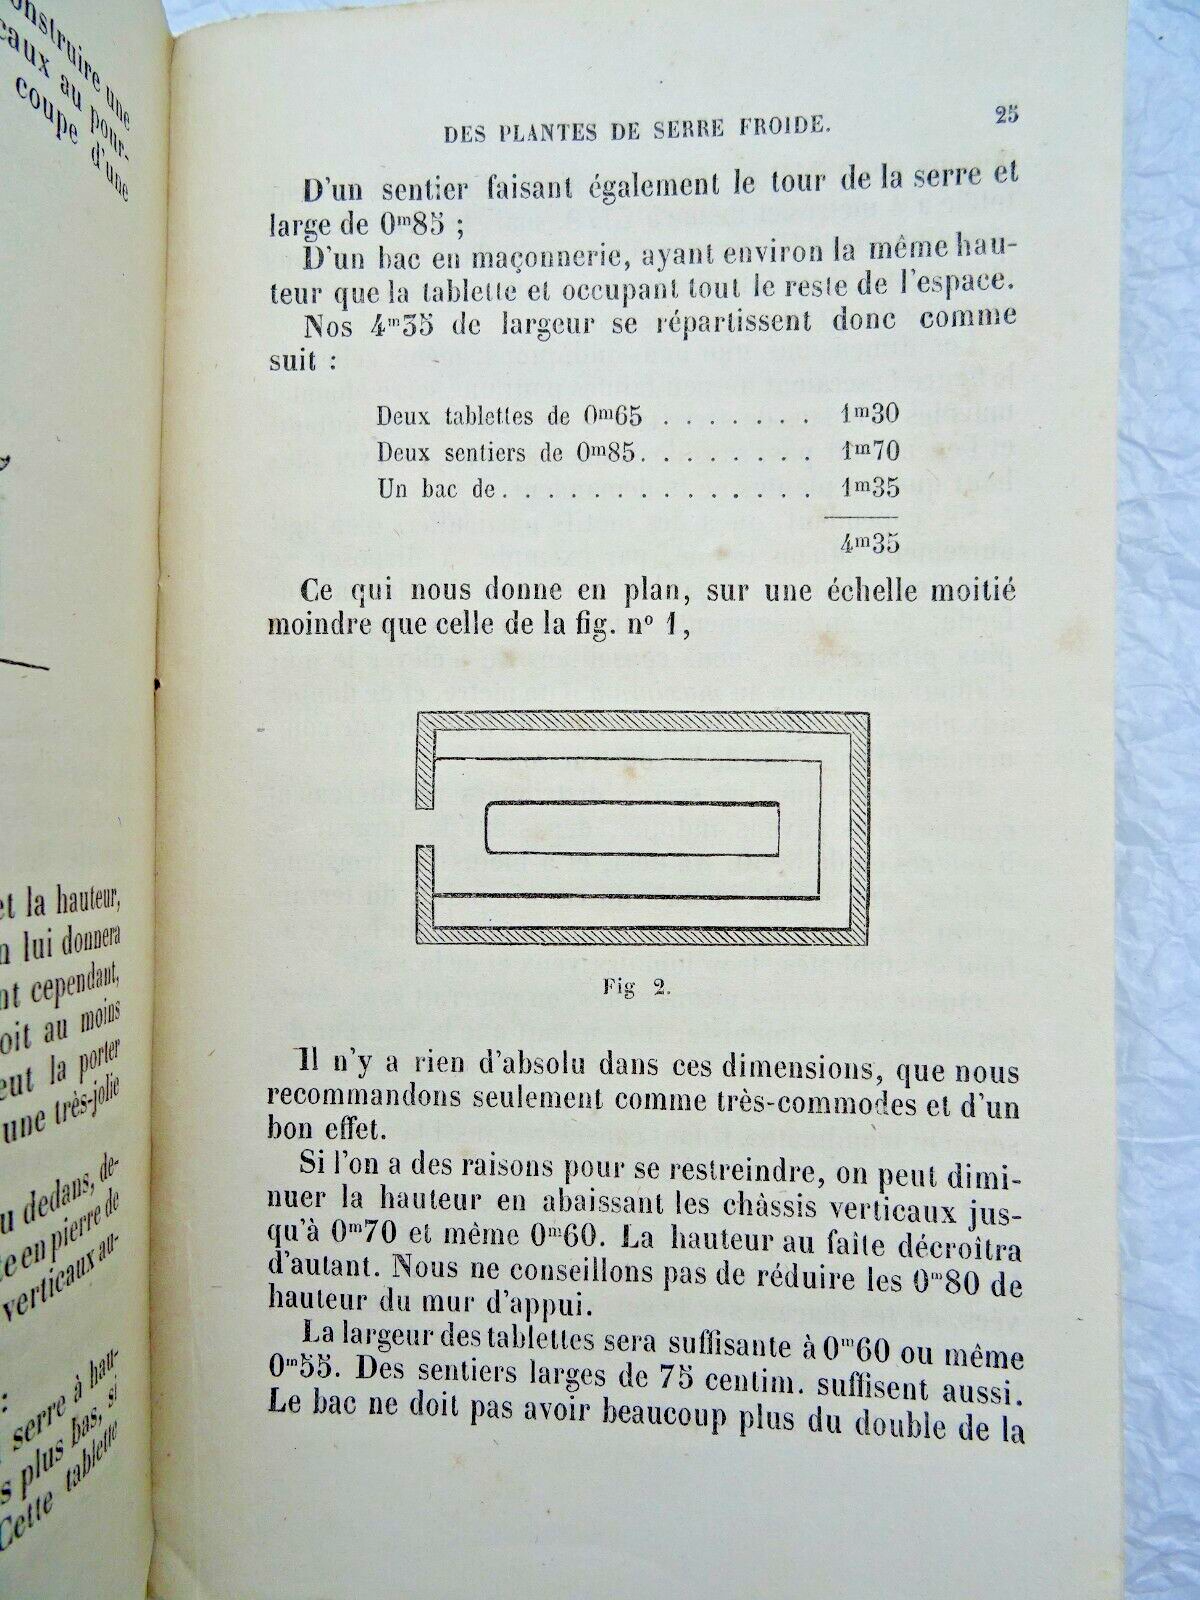 onstruire une
caux au pour-
coupe d'une
et la hauteur,
n lui donnera
nt cependant,
oit au moins
eut la porter
une très-jolie
u dedans, de-
te en pierre de
verticaux au-
:
serre à hau-
s plus bas, si
Cette tablette
DES PLANTES DE SERRE FROIDE. 25
D'un sentier faisant également le tour de la serre et
large de 0m85 ;
D'un bac en maçonnerie, ayant environ la même hau-
teur que la tablette et occupant tout le reste de l'espace.
Nos 4m35 de largeur se répartissent donc comme
suit :
Deux tablettes de 0m65 . . . . . . . 1m30
Deux sentiers de 0m85. . . . . . . . 1m70
Un bac de. . . . . . . . . . . . . . 1m35
4m35
Ce qui nous donne en plan, sur une échelle moitié
moindre que celle de la fig. nº 1,
Fig 2.
Il n'y a rien d'absolu dans ces dimensions, que nous
recommandons seulement comme très-commodes et d'un
bon effet.
Si l'on a des raisons pour se restreindre, on peut dimi-
nuer la hauteur en abaissant les châssis verticaux jus-
qu'à 0m70 et même 0m60. La hauteur au faîte décroîtra
d'autant. Nous ne conseillons pas de réduire les 0m80 de
hauteur du mur d'appui.
La largeur des tablettes sera suffisante à 0m60 ou même
0m55. Des sentiers larges de 75 centim. suffisent aussi.
Le bac ne doit pas avoir beaucoup plus du double de la